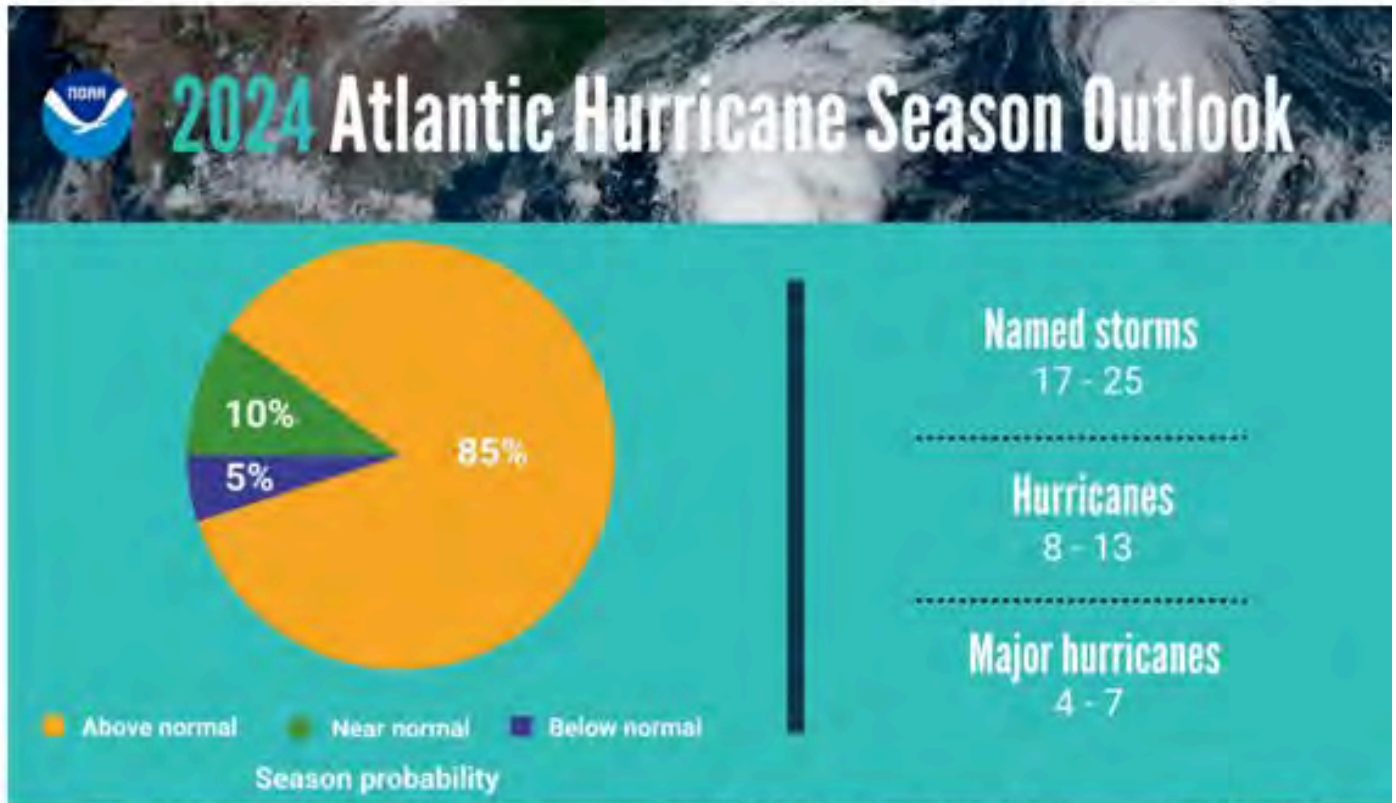 NOAA
2024 Atlantic Hurricane Season Outlook
10%
5%
85%
Above normal
Near normal
Below normal
Season probability
Named storms
17 - 25
Hurricanes
8 - 13
Major hurricanes
4 - 7